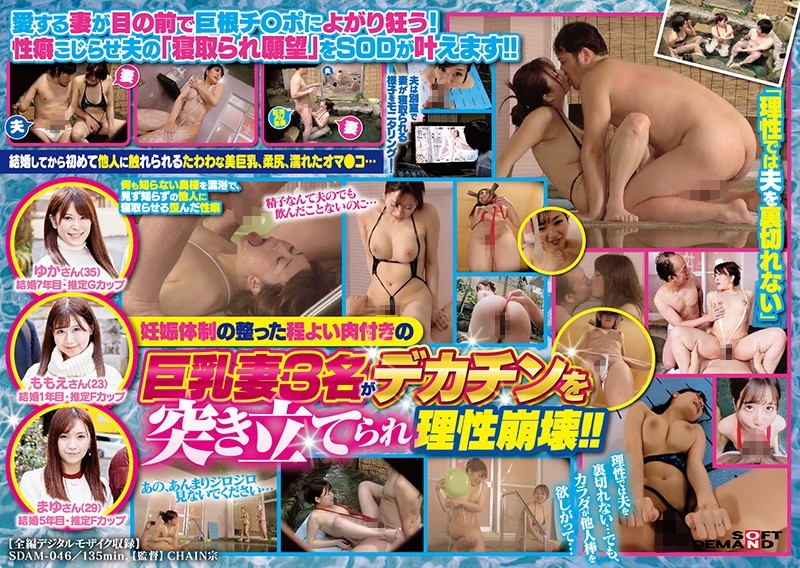 愛する妻が目の前で巨根チ〇ポによがり狂う!
性癖こじらせ夫の「寝取られ願望」をSODが叶えます!!
夫
妻
夫
妻
夫は別室で
妻が寝取られる
様子をモニタリング!
結婚してから初めて他人に触れられるたわわな美巨乳、柔尻、濡れたオマ●コ…
何も知らない奥様を混浴で、
見ず知らずの他人に
寝取らせる歪んだ性癖
精子なんて夫のでも
飲んだことないのに…
「理性では夫を裏切れない」
ゆかさん(35)
結婚7年目・推定Gカップ
ももえさん(23)
結婚1年目・推定Fカップ
まゆさん(29)
結婚5年目・推定Fカップ
妊娠体制の整った程よい肉付きの
巨乳妻3名がデカチンを
突き立てられ理性崩壊!!
あの、あんまりジロジロ
見ないでください…
理性では夫を
裏切れない…でも、
カラダが他人棒を
欲しがって…
【全編デジタルモザイク収録】
SDAM-046/135min.【監督】CHAIN宗
SOFT
ON
DEMAND